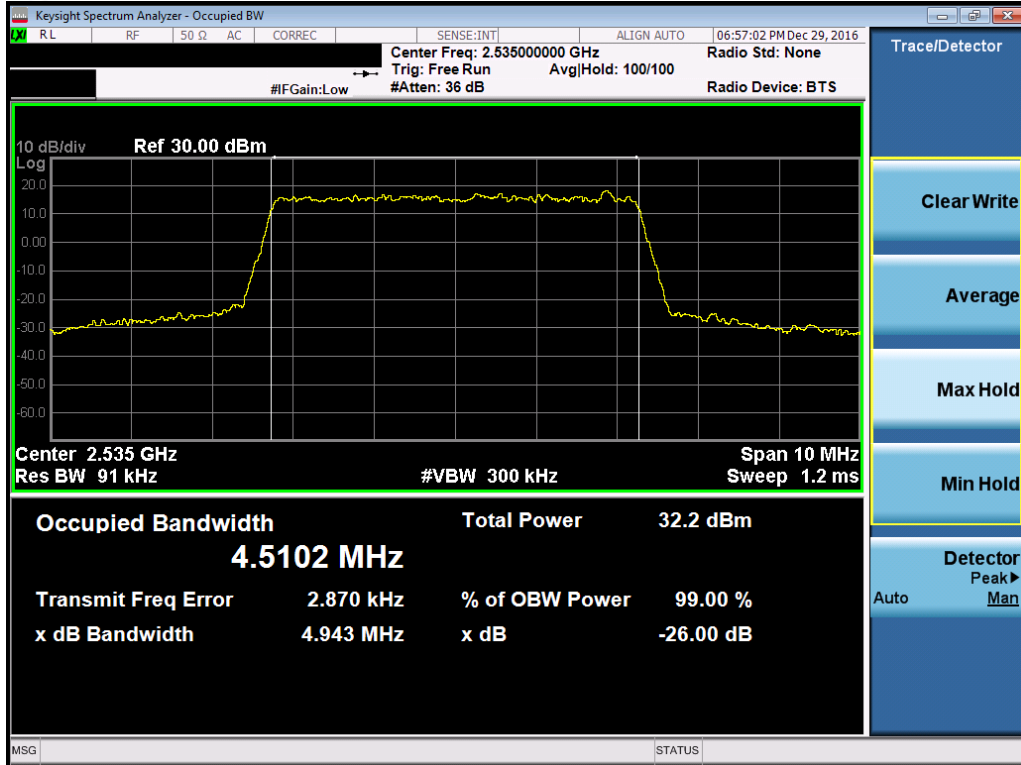 Keysight Spectrum Analyzer - Occupied BW
LXI RL RF 50 Ω AC CORREC SENSE:INT ALIGN AUTO 06:57:02 PM Dec 29, 2016
Center Freq: 2.535000000 GHz Radio Std: None
Trig: Free Run Avg|Hold: 100/100
#IFGain:Low #Atten: 36 dB Radio Device: BTS
10 dB/div Ref 30.00 dBm
Log
20.0
10.0
0.00
-10.0
-20.0
-30.0
-40.0
-50.0
-60.0
Center 2.535 GHz Span 10 MHz
Res BW 91 kHz #VBW 300 kHz Sweep 1.2 ms
Occupied Bandwidth Total Power 32.2 dBm
4.5102 MHz
Transmit Freq Error 2.870 kHz % of OBW Power 99.00 %
x dB Bandwidth 4.943 MHz x dB -26.00 dB
MSG STATUS
Trace/Detector
Clear Write
Average
Max Hold
Min Hold
Detector
Peak▶
Auto Man